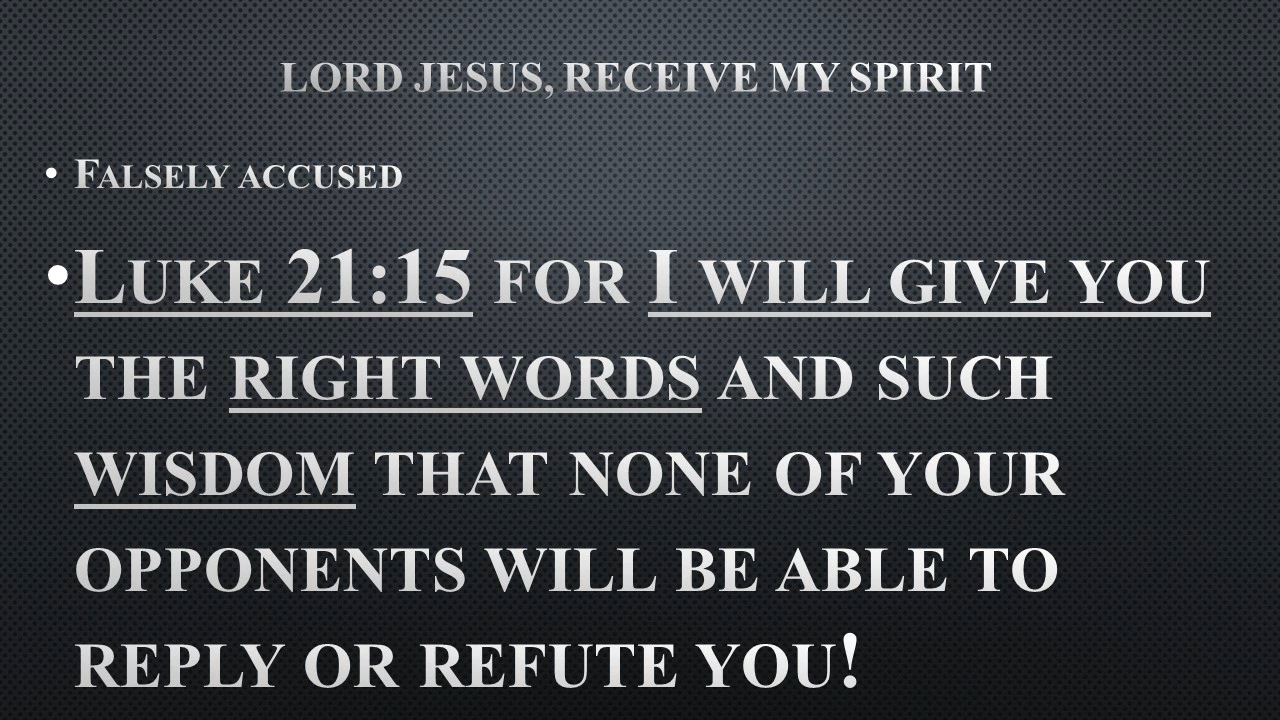 LORD JESUS, RECEIVE MY SPIRIT
• FALSELY ACCUSED
• LUKE 21:15 FOR I WILL GIVE YOU
THE RIGHT WORDS AND SUCH
WISDOM THAT NONE OF YOUR
OPPONENTS WILL BE ABLE TO
REPLY OR REFUTE YOU!